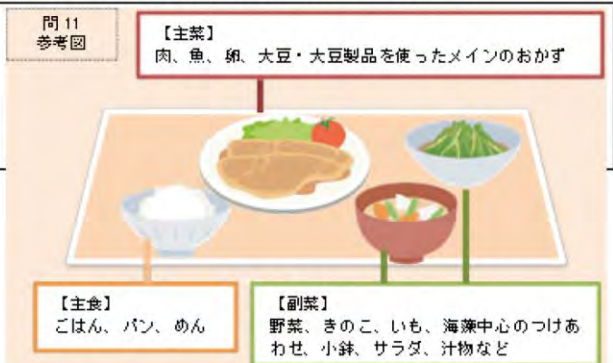 問11
参考図
【主菜】
肉、魚、卵、大豆・大豆製品を使ったメインのおかず
【主食】
ごはん、パン、めん
【副菜】
野菜、きのこ、いも、海藻中心のつけあ
わせ、小鉢、サラダ、汁物など